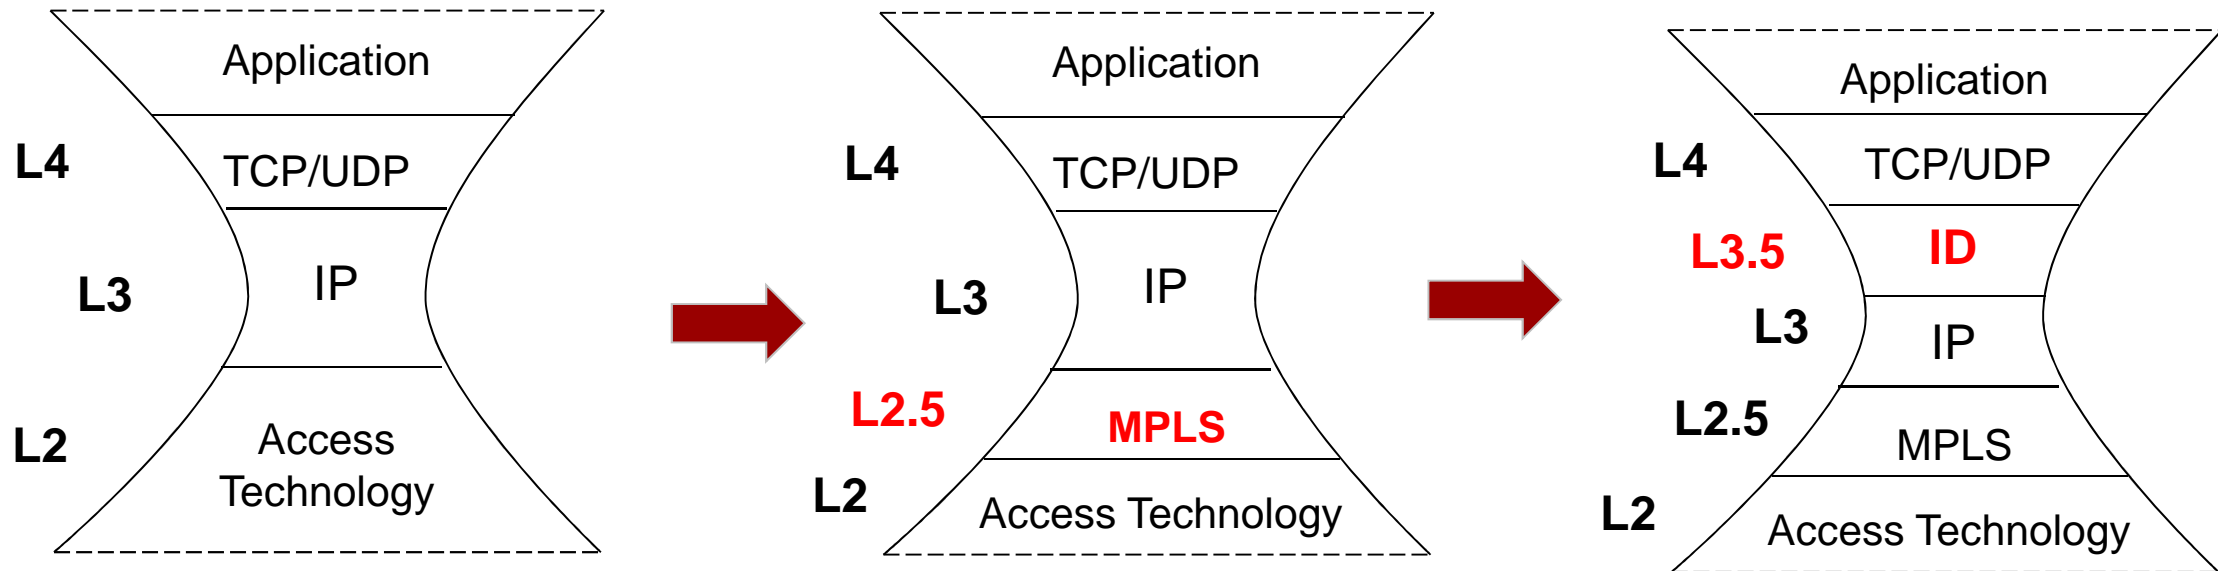 Application
L4
TCP/UDP
L3
IP
L2
Access
Technology
Application
L4
TCP/UDP
L3
IP
L2.5
MPLS
L2
Access Technology
Application
L4
TCP/UDP
L3.5
ID
L3
IP
L2.5
MPLS
L2
Access Technology